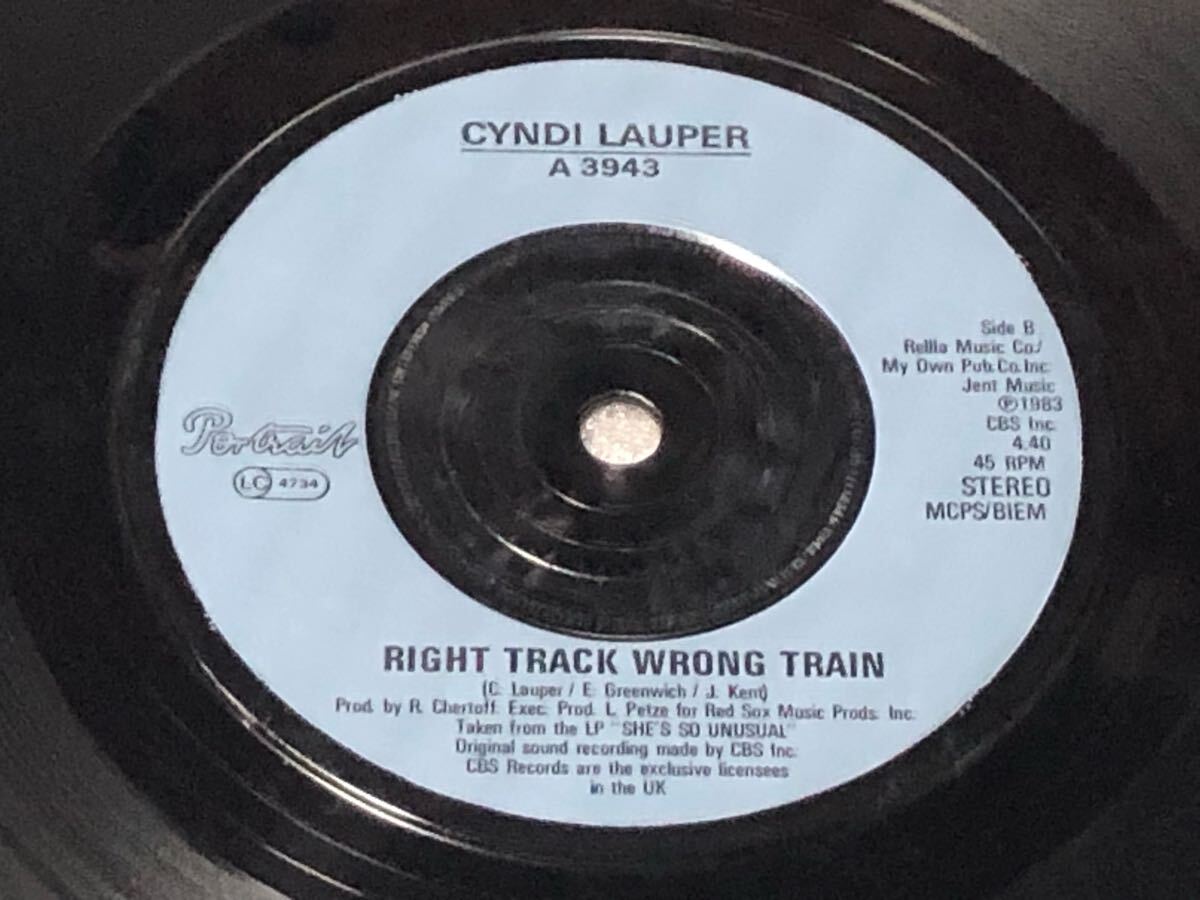 CYNDI LAUPER
A 3943
Side B
Rellla Music Co./
My Own Pub. Co. Inc.
Jent Music
℗1983
CBS Inc.
4.40
45 RPM
STEREO
MCPS/BIEM
Portrait
LC 4734
RIGHT TRACK WRONG TRAIN
(C. Lauper / E. Greenwich / J. Kent)
Prod. by R. Chertoff. Exec. Prod. L. Petze for Red Sox Music Prods. Inc.
Taken from the LP "SHE'S SO UNUSUAL"
Original sound recording made by CBS Inc.
CBS Records are the exclusive licensees
in the UK